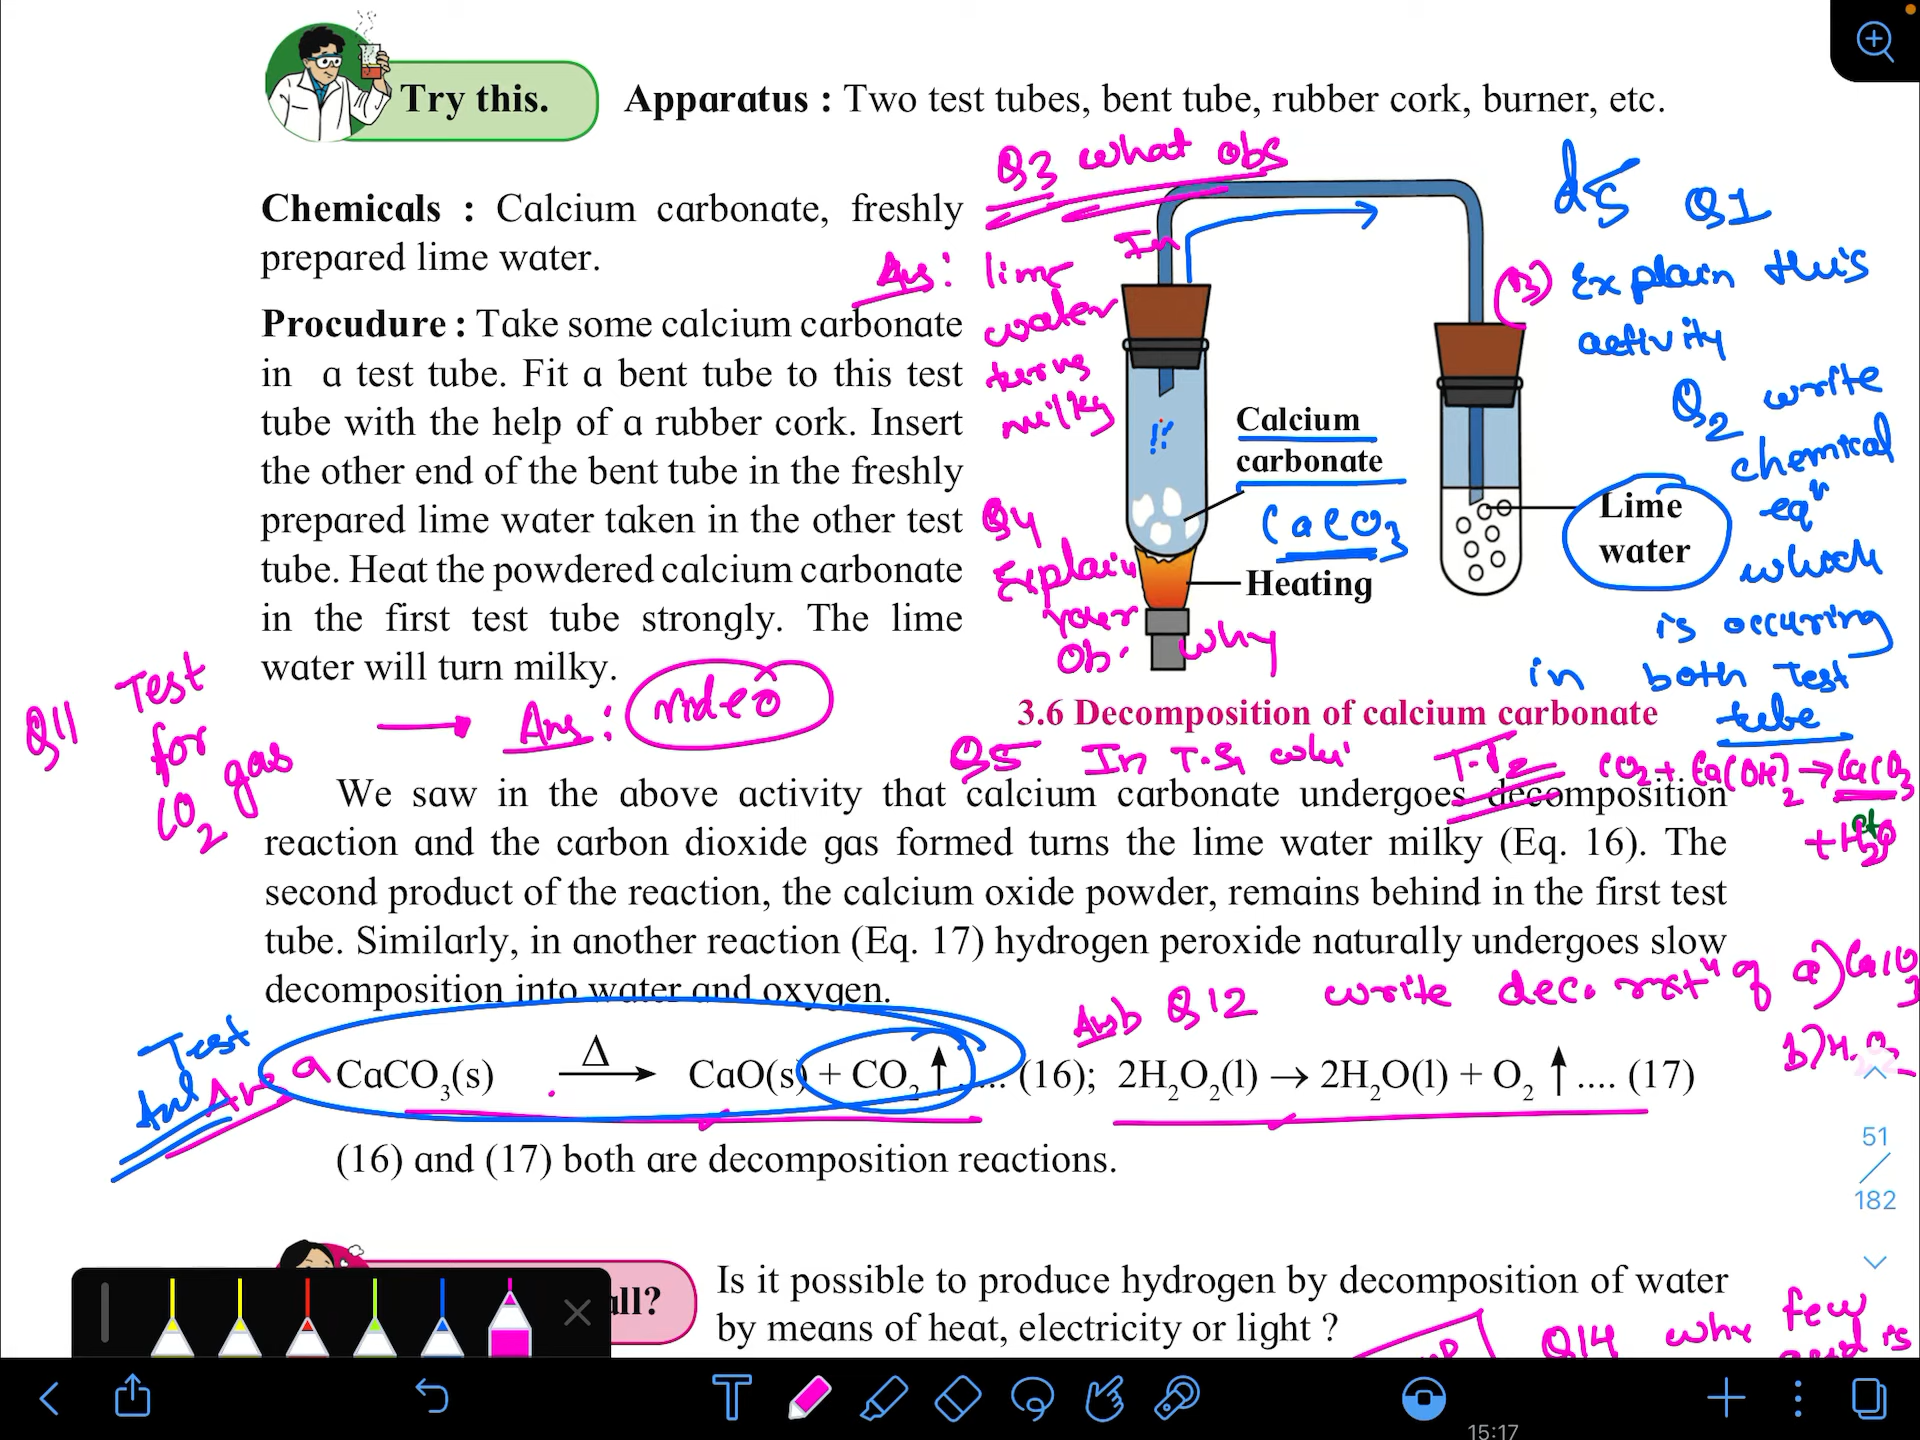 Try this.
Apparatus : Two test tubes, bent tube, rubber cork, burner, etc.
Chemicals : Calcium carbonate, freshly
prepared lime water.
Procudure : Take some calcium carbonate
in a test tube. Fit a bent tube to this test
tube with the help of a rubber cork. Insert
the other end of the bent tube in the freshly
prepared lime water taken in the other test
tube. Heat the powdered calcium carbonate
in the first test tube strongly. The lime
water will turn milky.
Q3 what obs
In
Ans: lime
water
turns
milky
Q4
Explain
your
Ob. why
Calcium
carbonate
CaCO3
Heating
Lime
water
Q1
(B) Explain this
activity
Q2 write
chemical
eqn
which
is occuring
in both Test
tube
3.6 Decomposition of calcium carbonate
Q11 Test
for
CO2 gas
Ans: video
Q5 In T.
CO2 + Ca(OH)2 → CaCO3
+ H2O
We saw in the above activity that calcium carbonate undergoes decomposition
reaction and the carbon dioxide gas formed turns the lime water milky (Eq. 16). The
second product of the reaction, the calcium oxide powder, remains behind in the first test
tube. Similarly, in another reaction (Eq. 17) hydrogen peroxide naturally undergoes slow
decomposition into water and oxygen.
Ans b Q12 write deco. rxtn of a) CaCO3
b) H2O2
Test
Ans a
CaCO3(s) Δ → CaO(s) + CO2 ↑ ..... (16); 2H2O2(l) → 2H2O(l) + O2 ↑ .... (17)
(16) and (17) both are decomposition reactions.
51
/
182
all?
Is it possible to produce hydrogen by decomposition of water
by means of heat, electricity or light ?
Q14 why few
is
T
15:17